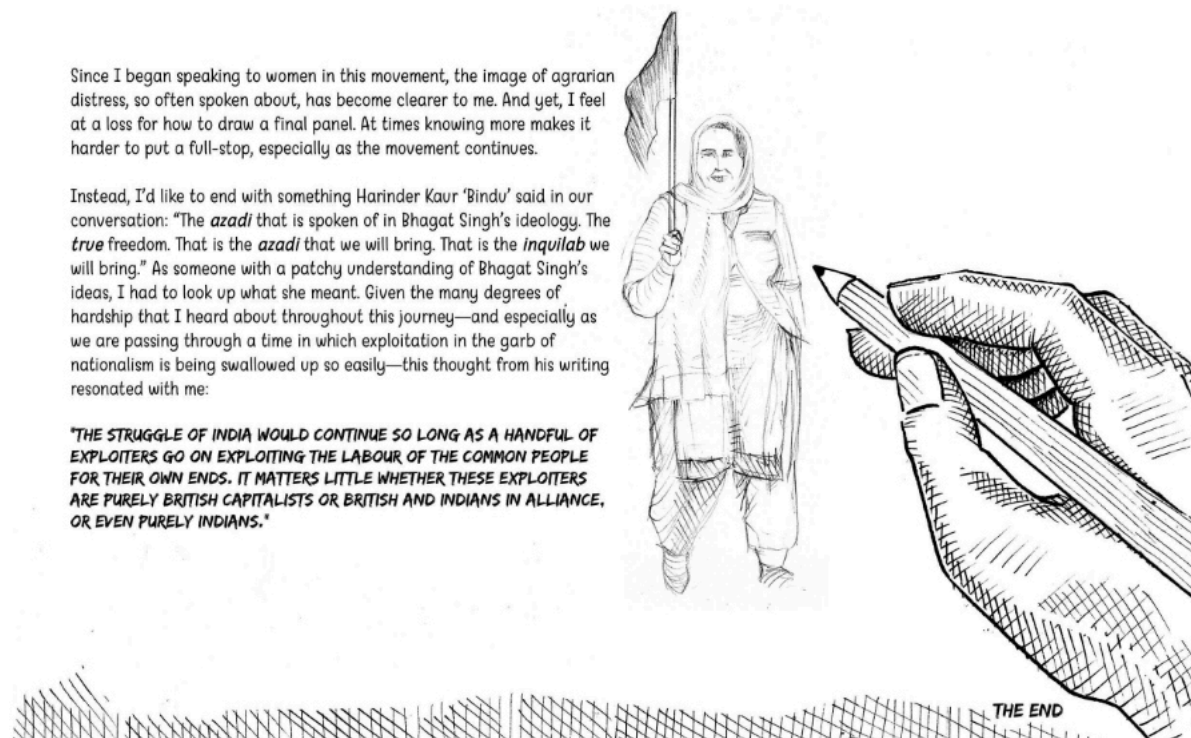 Since I began speaking to women in this movement, the image of agrarian
distress, so often spoken about, has become clearer to me. And yet, I feel
at a loss for how to draw a final panel. At times knowing more makes it
harder to put a full-stop, especially as the movement continues.
Instead, I'd like to end with something Harinder Kaur 'Bindu' said in our
conversation: "The azadi that is spoken of in Bhagat Singh's ideology. The
true freedom. That is the azadi that we will bring. That is the inquilab we
will bring." As someone with a patchy understanding of Bhagat Singh's
ideas, I had to look up what she meant. Given the many degrees of
hardship that I heard about throughout this journey—and especially as
we are passing through a time in which exploitation in the garb of
nationalism is being swallowed up so easily—this thought from his writing
resonated with me:
"THE STRUGGLE OF INDIA WOULD CONTINUE SO LONG AS A HANDFUL OF
EXPLOITERS GO ON EXPLOITING THE LABOUR OF THE COMMON PEOPLE
FOR THEIR OWN ENDS. IT MATTERS LITTLE WHETHER THESE EXPLOITERS
ARE PURELY BRITISH CAPITALISTS OR BRITISH AND INDIANS IN ALLIANCE,
OR EVEN PURELY INDIANS."
THE END